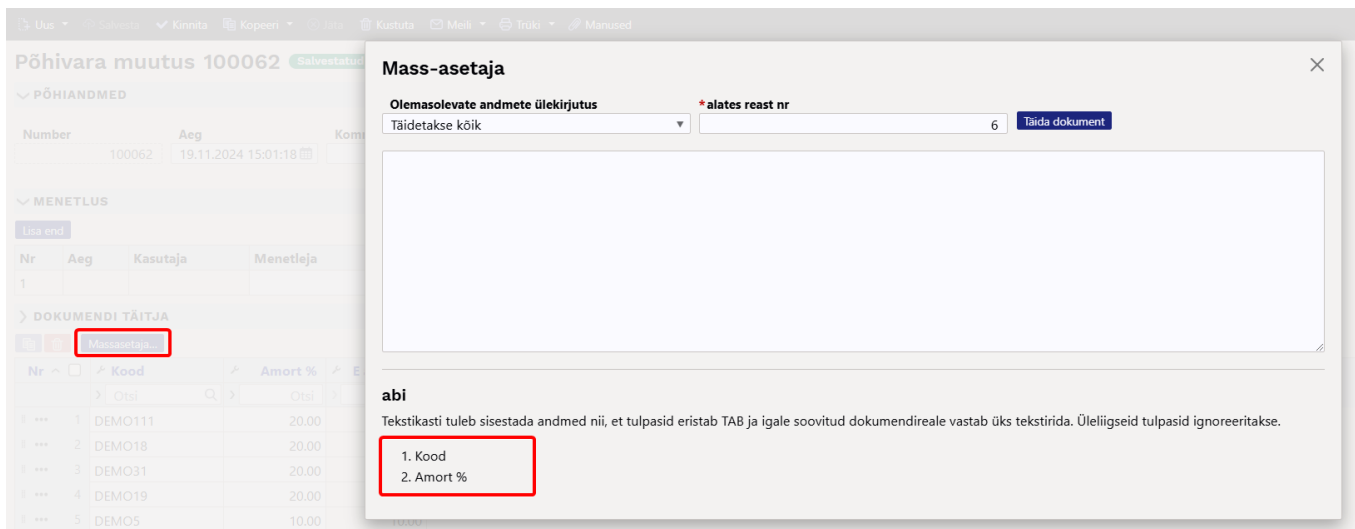 Uus Salvesta Kinnita Kopeeri Jäta Kustuta Meili Trüki Manused
Põhivara muutus 100062 Salvestatud
PÕHIANDMED
Number Aeg
100062 19.11.2024 15:01:18
MENETLUS
Lisa end
Nr Aeg Kasutaja Menetleja
1
DOKUMENDI TÄITJA
Massasetaja...
Nr Kood Amort % E
Otsi Otsi
1 DEMO111 20.00
2 DEMO18 20.00
3 DEMO31 20.00
4 DEMO19 20.00
5 DEMO5 10.00 10.00
Mass-asetaja
Olemasolevate andmete ülekirjutus *alates reast nr
Täidetakse kõik 6 Täida dokument
abi
Tekstikasti tuleb sisestada andmed nii, et tulpasid eristab TAB ja igale soovitud dokumendireale vastab üks tekstirida. Üleliigseid tulpasid ignoreeritakse.
1. Kood
2. Amort %